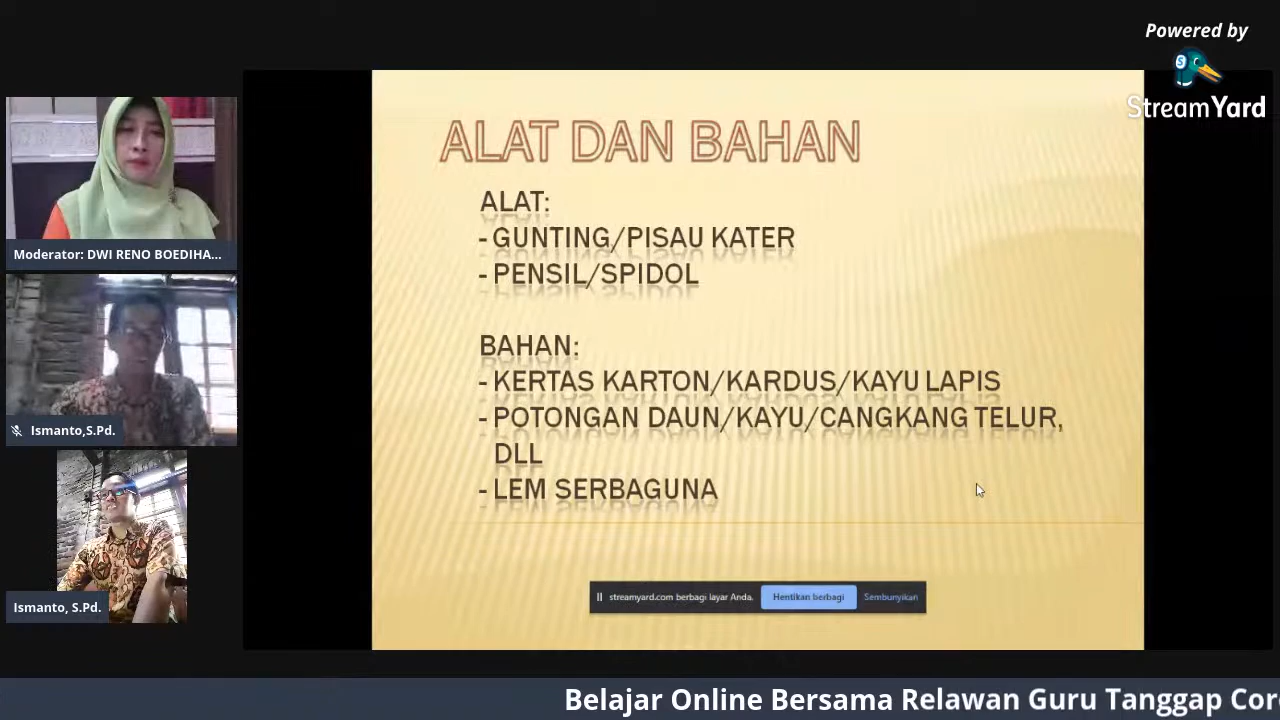 Powered by
StreamYard
ALAT DAN BAHAN
ALAT:
- GUNTING/PISAU KATER
- PENSIL/SPIDOL
BAHAN:
- KERTAS KARTON/KARDUS/KAYU LAPIS
- POTONGAN DAUN/KAYU/CANGKANG TELUR,
DLL
- LEM SERBAGUNA
streamyard.com berbagi layar Anda. Hentikan berbagi Sembunyikan
Moderator: DWI RENO BOEDIHA...
Ismanto,S.Pd.
Ismanto, S.Pd.
Belajar Online Bersama Relawan Guru Tanggap Cor